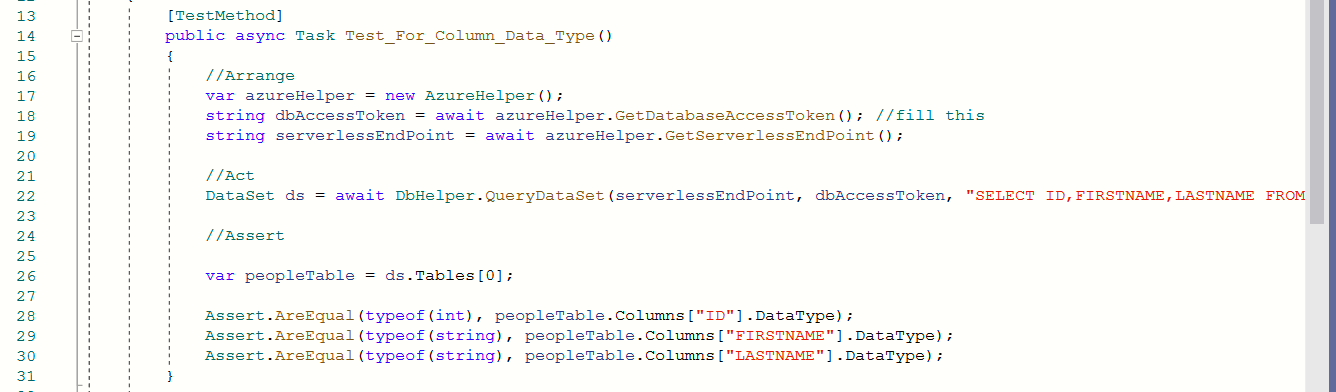 13 [TestMethod]
14 public async Task Test_For_Column_Data_Type()
15 {
16 //Arrange
17 var azureHelper = new AzureHelper();
18 string dbAccessToken = await azureHelper.GetDatabaseAccessToken(); //fill this
19 string serverlessEndPoint = await azureHelper.GetServerlessEndPoint();
20
21 //Act
22 DataSet ds = await DbHelper.QueryDataSet(serverlessEndPoint, dbAccessToken, "SELECT ID,FIRSTNAME,LASTNAME FROM
23
24 //Assert
25
26 var peopleTable = ds.Tables[0];
27
28 Assert.AreEqual(typeof(int), peopleTable.Columns["ID"].DataType);
29 Assert.AreEqual(typeof(string), peopleTable.Columns["FIRSTNAME"].DataType);
30 Assert.AreEqual(typeof(string), peopleTable.Columns["LASTNAME"].DataType);
31 }